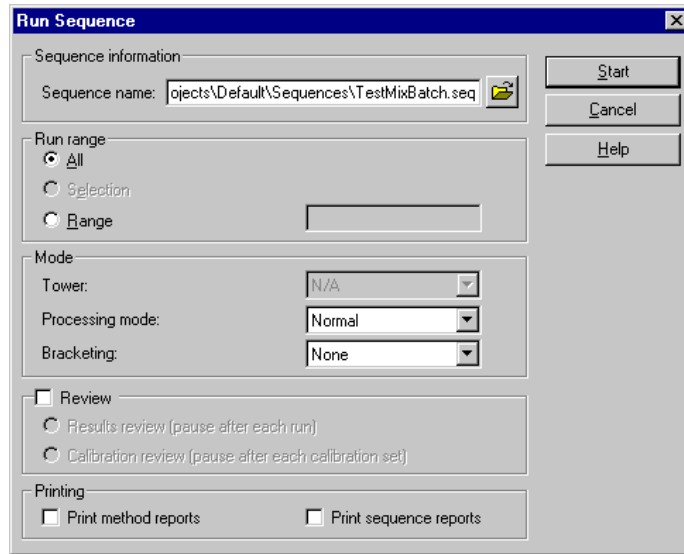 Run Sequence
Sequence information
Sequence name: ojects\Default\Sequences\TestMixBatch.seq
Start
Cancel
Help
Run range
All
Selection
Range
Mode
Tower: N/A
Processing mode: Normal
Bracketing: None
Review
Results review (pause after each run)
Calibration review (pause after each calibration set)
Printing
Print method reports Print sequence reports